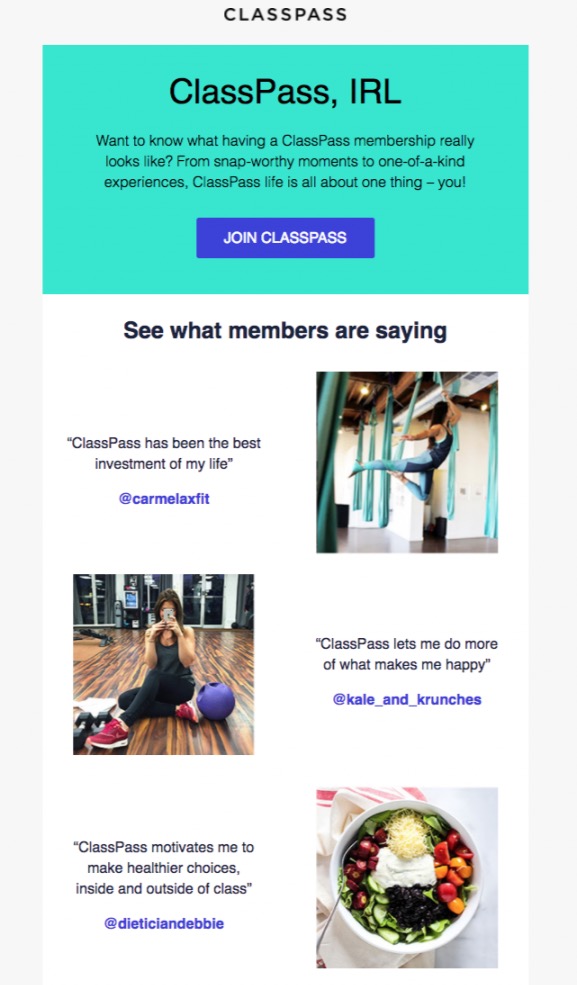 CLASSPASS
ClassPass, IRL
Want to know what having a ClassPass membership really
looks like? From snap-worthy moments to one-of-a-kind
experiences, ClassPass life is all about one thing – you!
JOIN CLASSPASS
See what members are saying
“ClassPass has been the best
investment of my life”
@carmelaxfit
“ClassPass lets me do more
of what makes me happy”
@kale_and_krunches
“ClassPass motivates me to
make healthier choices,
inside and outside of class”
@dieticiandebbie